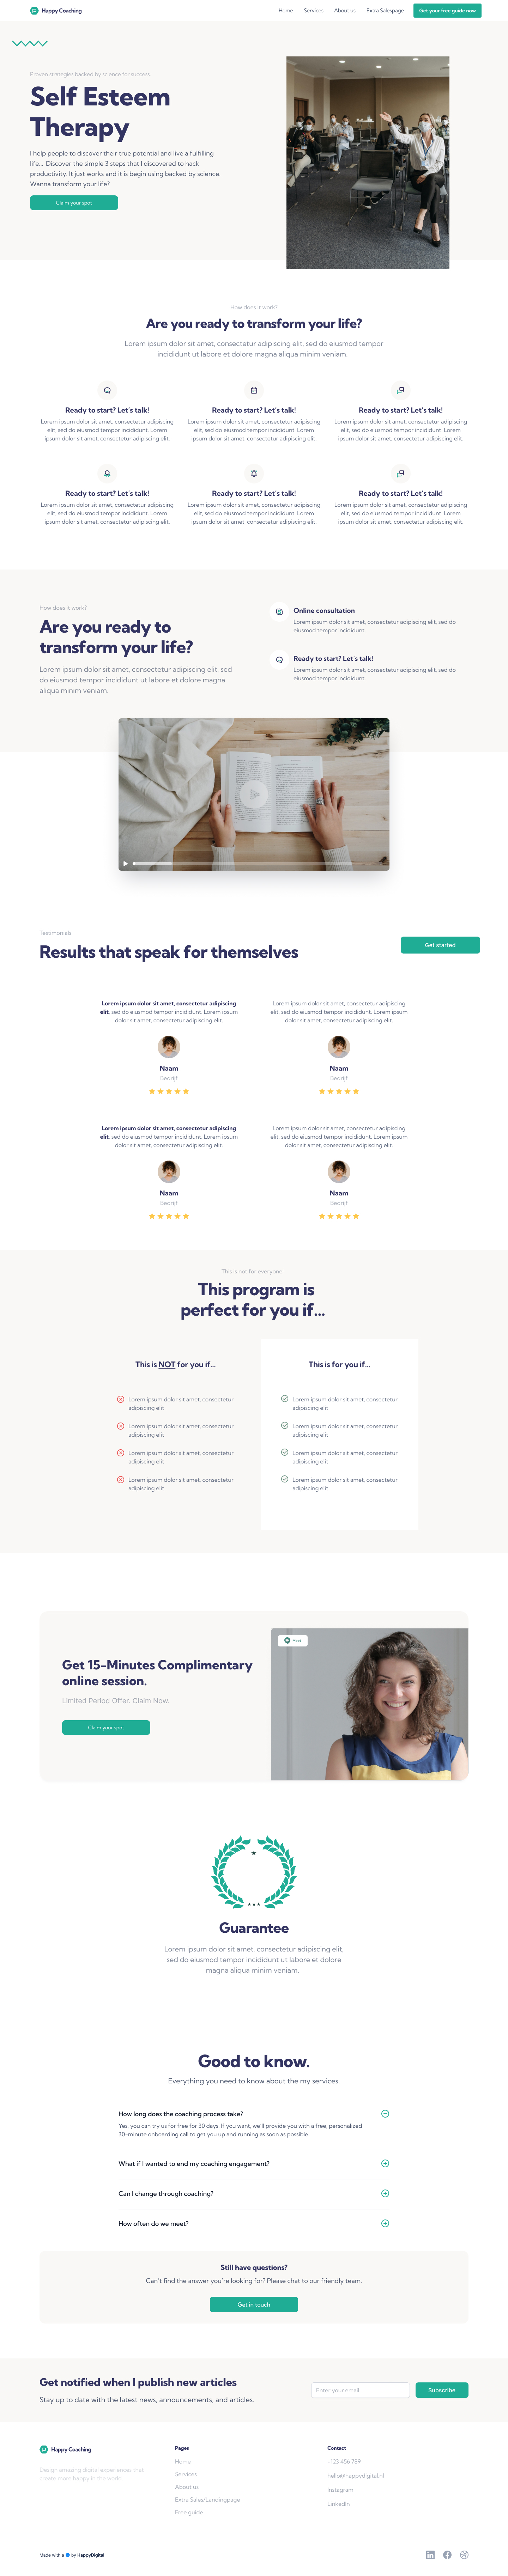 Happy Coaching
Home Services About us Extra Salespage Get your free guide now
Proven strategies backed by science for success.
Self Esteem
Therapy
I help people to discover their true potential and live a fulfilling
life... Discover the simple 3 steps that I discovered to hack
productivity. It just works and it is begin using backed by science.
Wanna transform your life?
Claim your spot
How does it work?
Are you ready to transform your life?
Lorem ipsum dolor sit amet, consectetur adipiscing elit, sed do eiusmod tempor
incididunt ut labore et dolore magna aliqua minim veniam.
Ready to start? Let's talk!
Lorem ipsum dolor sit amet, consectetur adipiscing
elit, sed do eiusmod tempor incididunt. Lorem
ipsum dolor sit amet, consectetur adipiscing elit.
Ready to start? Let's talk!
Lorem ipsum dolor sit amet, consectetur adipiscing
elit, sed do eiusmod tempor incididunt. Lorem
ipsum dolor sit amet, consectetur adipiscing elit.
Ready to start? Let's talk!
Lorem ipsum dolor sit amet, consectetur adipiscing
elit, sed do eiusmod tempor incididunt. Lorem
ipsum dolor sit amet, consectetur adipiscing elit.
Ready to start? Let's talk!
Lorem ipsum dolor sit amet, consectetur adipiscing
elit, sed do eiusmod tempor incididunt. Lorem
ipsum dolor sit amet, consectetur adipiscing elit.
Ready to start? Let's talk!
Lorem ipsum dolor sit amet, consectetur adipiscing
elit, sed do eiusmod tempor incididunt. Lorem
ipsum dolor sit amet, consectetur adipiscing elit.
Ready to start? Let's talk!
Lorem ipsum dolor sit amet, consectetur adipiscing
elit, sed do eiusmod tempor incididunt. Lorem
ipsum dolor sit amet, consectetur adipiscing elit.
How does it work?
Are you ready to
transform your life?
Lorem ipsum dolor sit amet, consectetur adipiscing elit, sed
do eiusmod tempor incididunt ut labore et dolore magna
aliqua minim veniam.
Online consultation
Lorem ipsum dolor sit amet, consectetur adipiscing elit, sed do
eiusmod tempor incididunt.
Ready to start? Let's talk!
Lorem ipsum dolor sit amet, consectetur adipiscing elit, sed do
eiusmod tempor incididunt.
Testimonials
Results that speak for themselves
Get started
Lorem ipsum dolor sit amet, consectetur adipiscing
elit, sed do eiusmod tempor incididunt. Lorem ipsum
dolor sit amet, consectetur adipiscing elit.
Naam
Bedrijf
Lorem ipsum dolor sit amet, consectetur adipiscing
elit, sed do eiusmod tempor incididunt. Lorem ipsum
dolor sit amet, consectetur adipiscing elit.
Naam
Bedrijf
Lorem ipsum dolor sit amet, consectetur adipiscing
elit, sed do eiusmod tempor incididunt. Lorem ipsum
dolor sit amet, consectetur adipiscing elit.
Naam
Bedrijf
Lorem ipsum dolor sit amet, consectetur adipiscing
elit, sed do eiusmod tempor incididunt. Lorem ipsum
dolor sit amet, consectetur adipiscing elit.
Naam
Bedrijf
This is not for everyone!
This program is
perfect for you if...
This is NOT for you if...
Lorem ipsum dolor sit amet, consectetur
adipiscing elit
Lorem ipsum dolor sit amet, consectetur
adipiscing elit
Lorem ipsum dolor sit amet, consectetur
adipiscing elit
Lorem ipsum dolor sit amet, consectetur
adipiscing elit
This is for you if...
Lorem ipsum dolor sit amet, consectetur
adipiscing elit
Lorem ipsum dolor sit amet, consectetur
adipiscing elit
Lorem ipsum dolor sit amet, consectetur
adipiscing elit
Lorem ipsum dolor sit amet, consectetur
adipiscing elit
Get 15-Minutes Complimentary
online session.
Limited Period Offer. Claim Now.
Claim your spot
Meet
Guarantee
Lorem ipsum dolor sit amet, consectetur adipiscing elit,
sed do eiusmod tempor incididunt ut labore et dolore
magna aliqua minim veniam.
Good to know.
Everything you need to know about the my services.
How long does the coaching process take?
Yes, you can try us for free for 30 days. If you want, we'll provide you with a free, personalized
30-minute onboarding call to get you up and running as soon as possible.
What if I wanted to end my coaching engagement?
Can I change through coaching?
How often do we meet?
Still have questions?
Can't find the answer you're looking for? Please chat to our friendly team.
Get in touch
Get notified when I publish new articles
Stay up to date with the latest news, announcements, and articles.
Enter your email
Subscribe
Happy Coaching
Design amazing digital experiences that
create more happy in the world.
Pages
Home
Services
About us
Extra Sales/Landingpage
Free guide
Contact
+123 456 789
hello@happydigital.nl
Instagram
LinkedIn
Made with a by HappyDigital